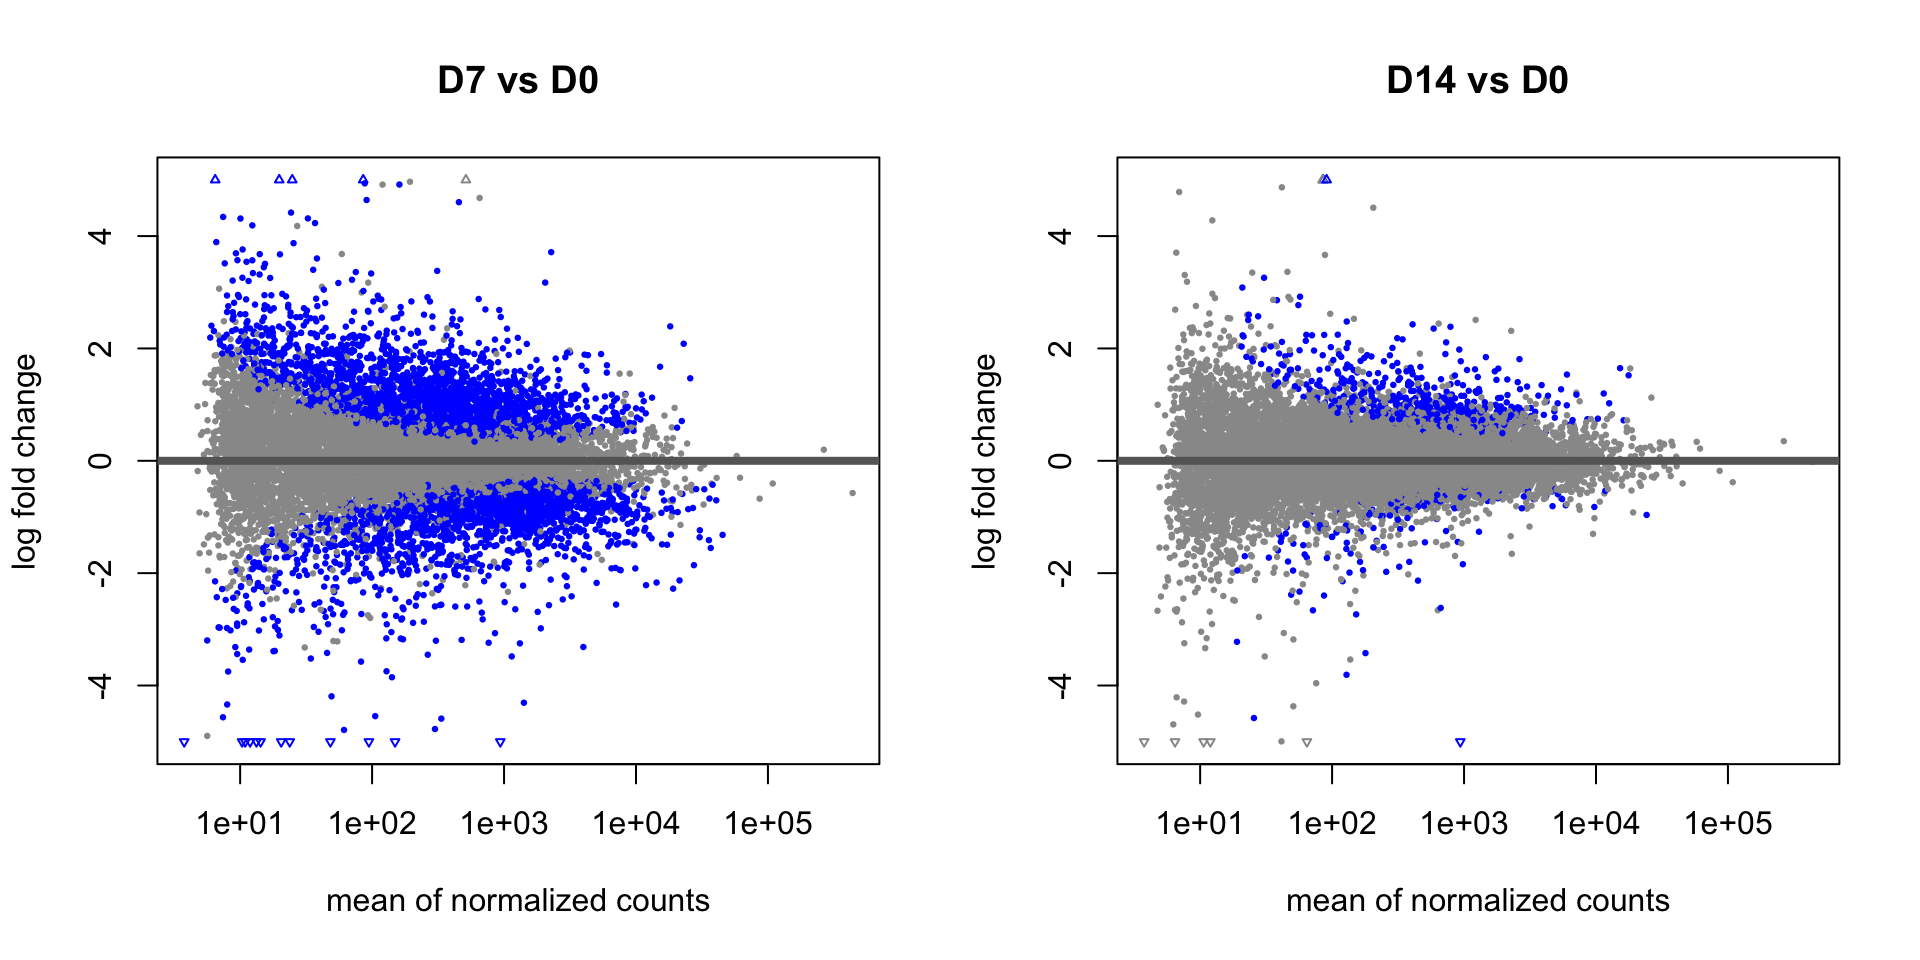 D7 vs D0
4
2
0
-2
-4
log fold change
1e+01 1e+02 1e+03 1e+04 1e+05
mean of normalized counts
D14 vs D0
4
2
0
-2
-4
log fold change
1e+01 1e+02 1e+03 1e+04 1e+05
mean of normalized counts